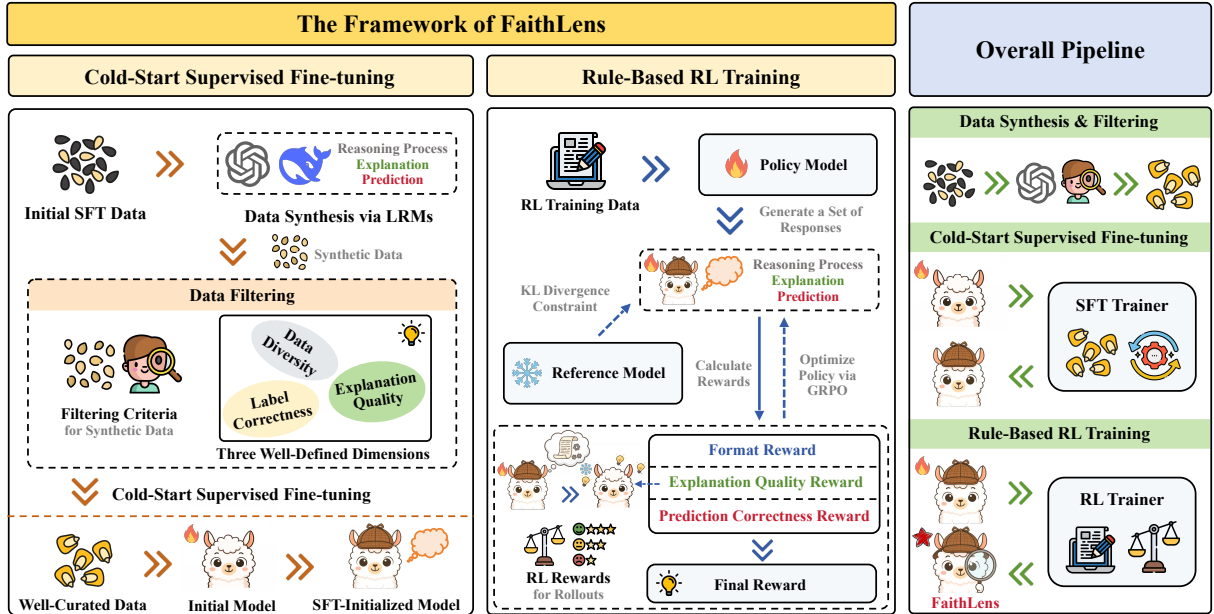 The Framework of FaithLens
Cold-Start Supervised Fine-tuning
Initial SFT Data
Reasoning Process
Explanation
Prediction
Data Synthesis via LRMs
Synthetic Data
Data Filtering
Filtering Criteria
for Synthetic Data
Data
Diversity
Explanation
Quality
Label
Correctness
Three Well-Defined Dimensions
Cold-Start Supervised Fine-tuning
Well-Curated Data
Initial Model
SFT-Initialized Model
Rule-Based RL Training
RL Training Data
Policy Model
Generate a Set of
Responses
Reasoning Process
Explanation
Prediction
KL Divergence
Constraint
Reference Model
Calculate
Rewards
Optimize
Policy via
GRPO
Format Reward
Explanation Quality Reward
Prediction Correctness Reward
RL Rewards
for Rollouts
Final Reward
Overall Pipeline
Data Synthesis & Filtering
Cold-Start Supervised Fine-tuning
SFT Trainer
Rule-Based RL Training
RL Trainer
FaithLens